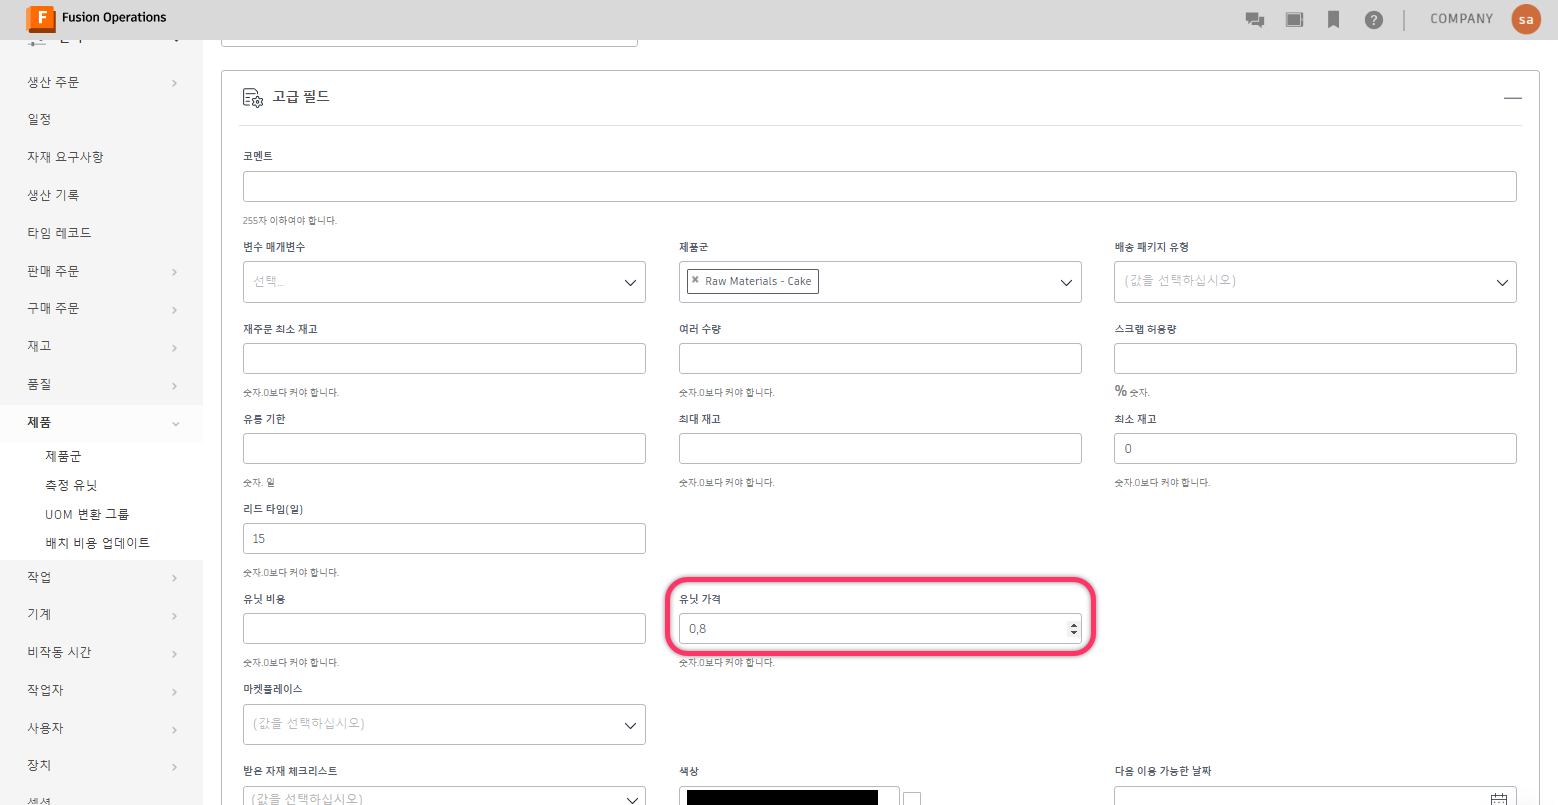 F Fusion Operations
?
COMPANY
sa
생산 주문
일정
자재 요구사항
생산 기록
타임 레코드
판매 주문
구매 주문
재고
품질
제품
제품군
측정 유닛
UOM 변환 그룹
배치 비용 업데이트
작업
기계
비작동 시간
작업자
사용자
장치
고급 필드
코멘트
255자 이하여야 합니다.
변수 매개변수
제품군
배송 패키지 유형
선택...
× Raw Materials - Cake
(값을 선택하십시오)
재주문 최소 재고
여러 수량
스크랩 허용량
숫자.0보다 커야 합니다.
숫자.0보다 커야 합니다.
% 숫자.
유통 기한
최대 재고
최소 재고
0
숫자. 일
숫자.0보다 커야 합니다.
숫자.0보다 커야 합니다.
리드 타임(일)
15
숫자.0보다 커야 합니다.
유닛 비용
유닛 가격
0,8
숫자.0보다 커야 합니다.
숫자.0보다 커야 합니다.
마켓플레이스
(값을 선택하십시오)
받은 자재 체크리스트
색상
다음 이용 가능한 날짜
(값을 선택하십시오)